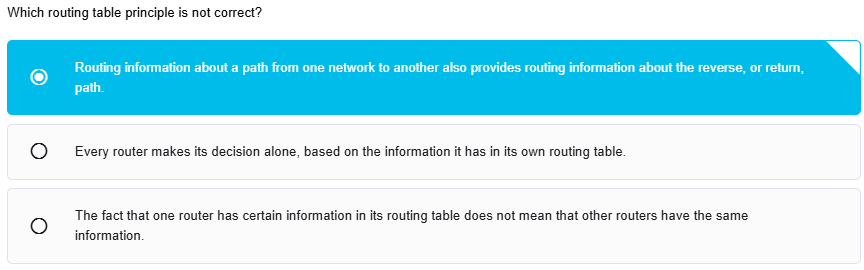 Which routing table principle is not correct?
Routing information about a path from one network to another also provides routing information about the reverse, or return,
path.
Every router makes its decision alone, based on the information it has in its own routing table.
The fact that one router has certain information in its routing table does not mean that other routers have the same
information.